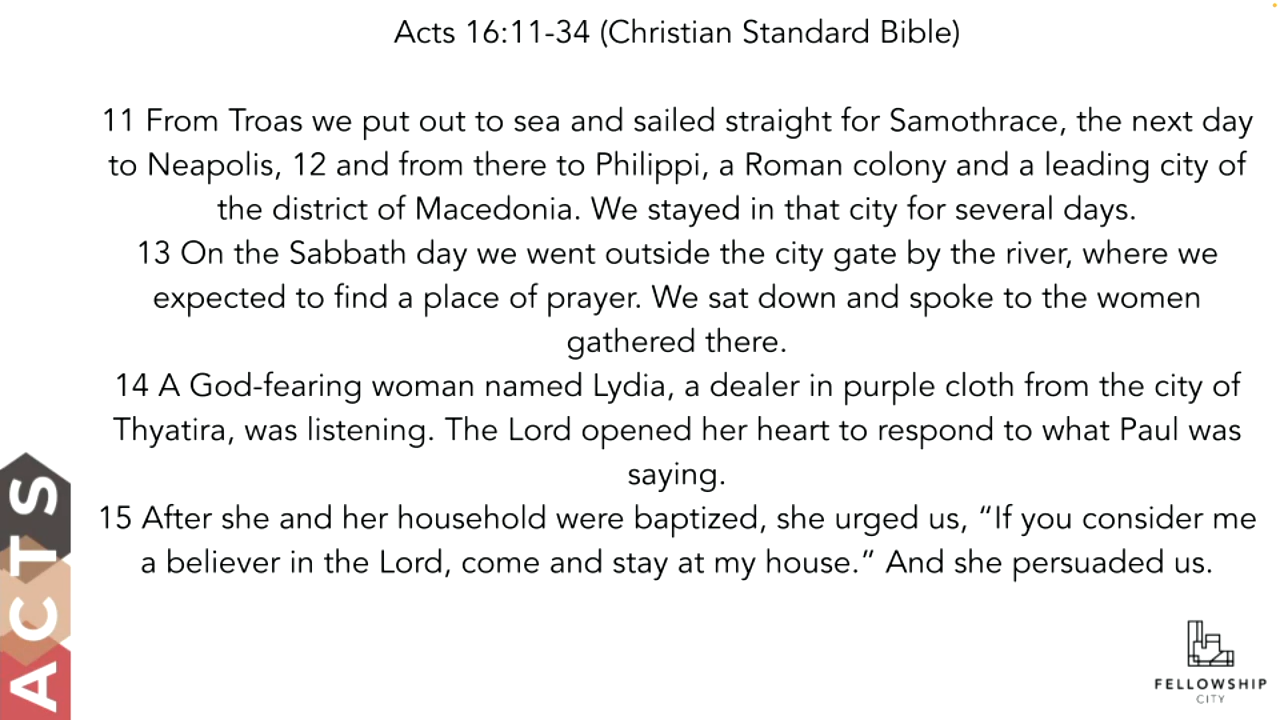 Acts 16:11-34 (Christian Standard Bible)
11 From Troas we put out to sea and sailed straight for Samothrace, the next day
to Neapolis, 12 and from there to Philippi, a Roman colony and a leading city of
the district of Macedonia. We stayed in that city for several days.
13 On the Sabbath day we went outside the city gate by the river, where we
expected to find a place of prayer. We sat down and spoke to the women
gathered there.
14 A God-fearing woman named Lydia, a dealer in purple cloth from the city of
Thyatira, was listening. The Lord opened her heart to respond to what Paul was
saying.
15 After she and her household were baptized, she urged us, “If you consider me
a believer in the Lord, come and stay at my house.” And she persuaded us.
ACTS
FELLOWSHIP
CITY